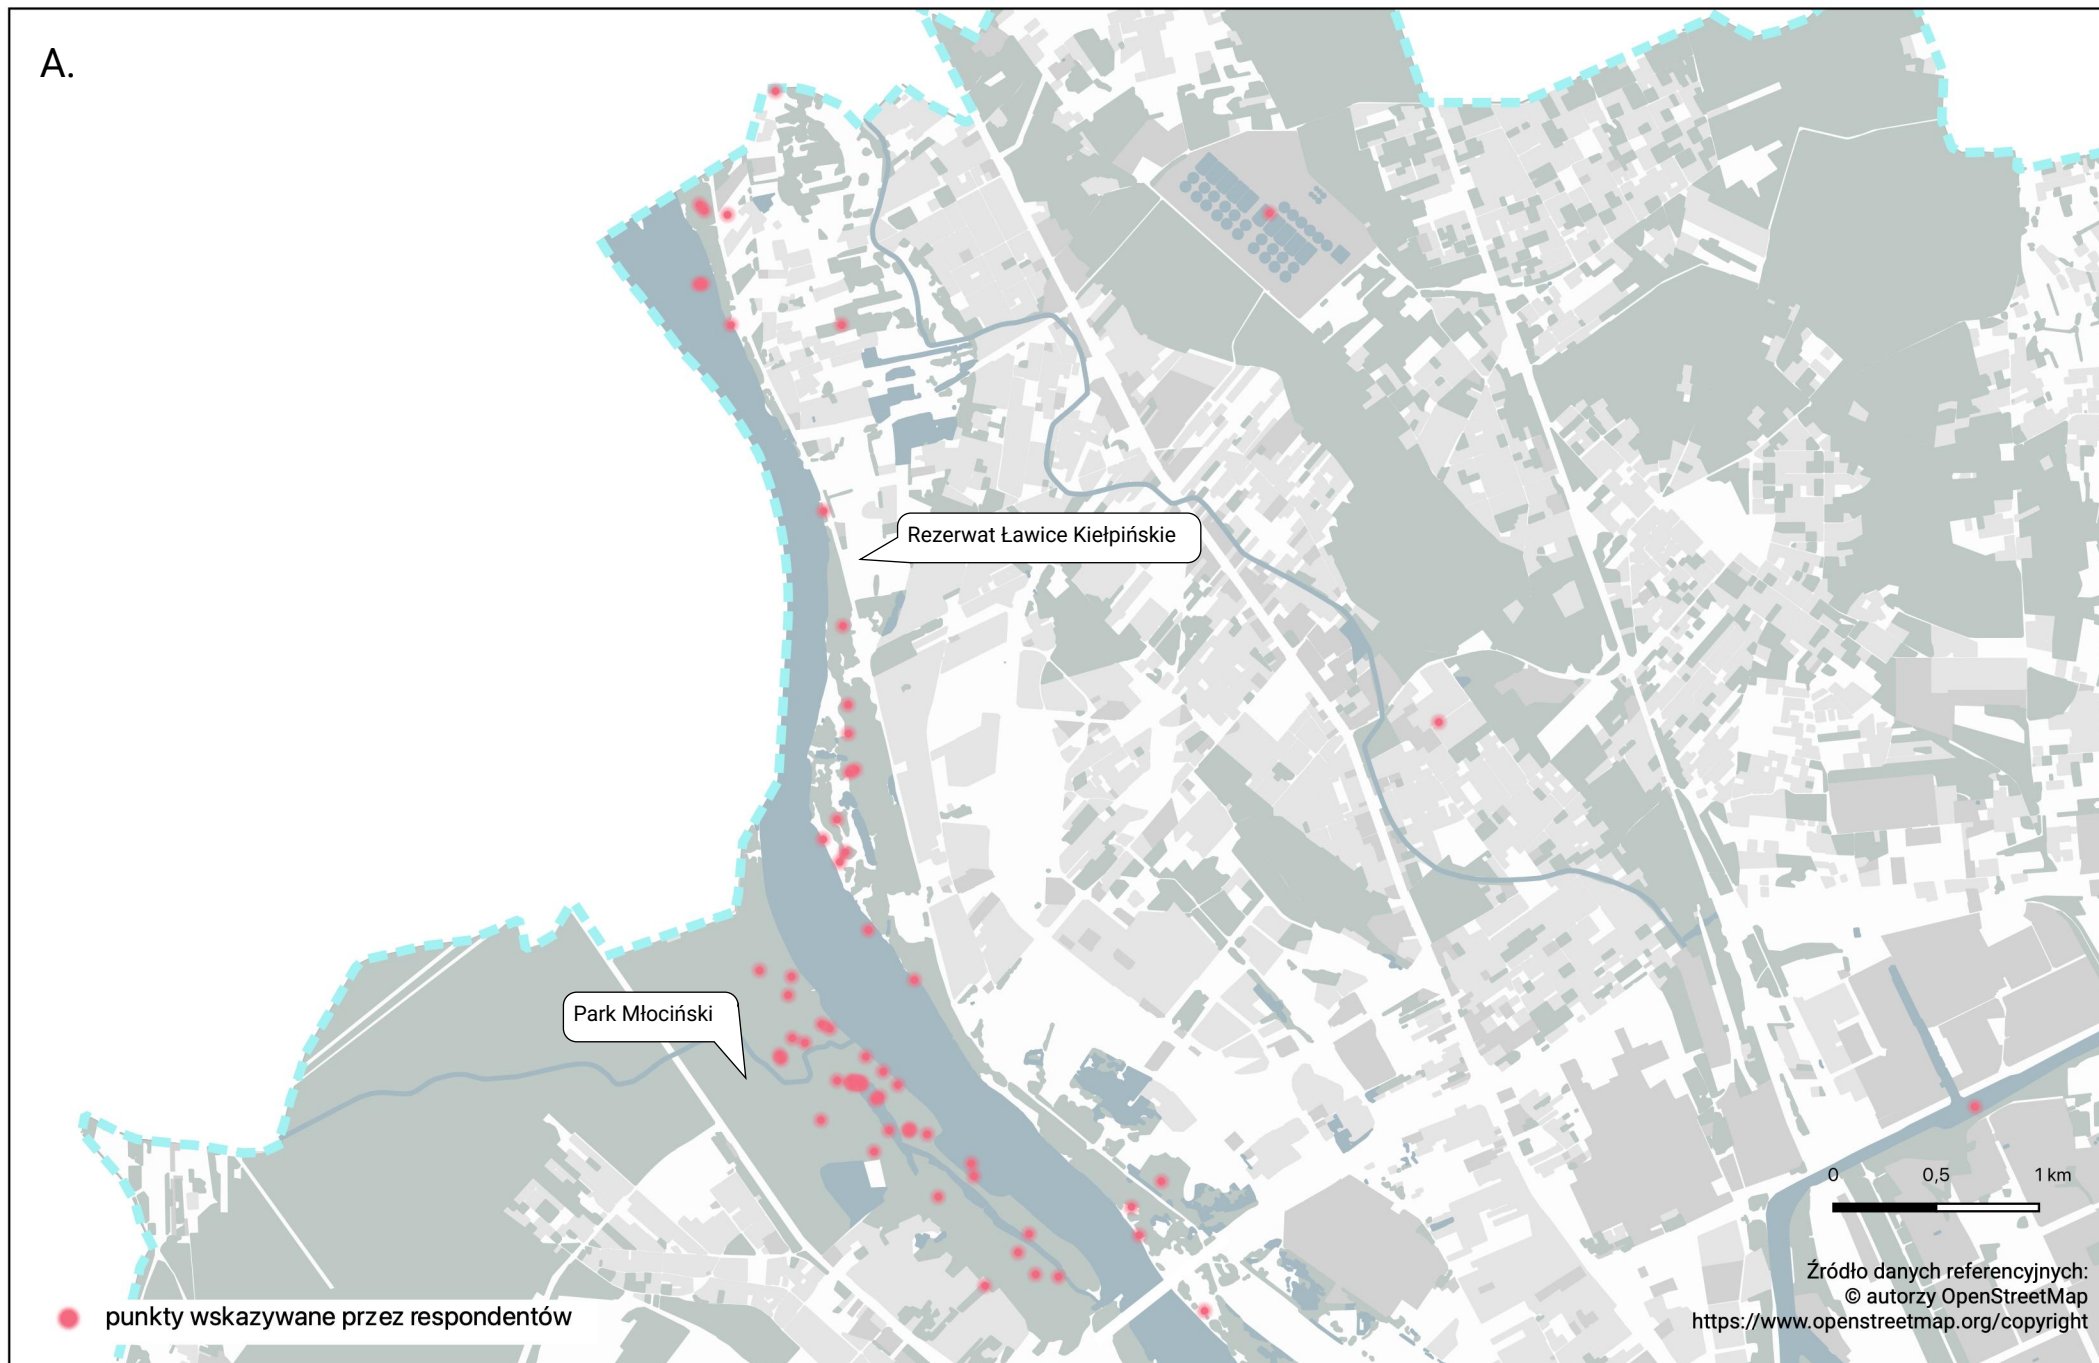 A.
Rezerwat Ławice Kiełpińskie
Park Młociński
0 0,5 1 km
Źródło danych referencyjnych:
© autorzy OpenStreetMap
https://www.openstreetmap.org/copyright
punkty wskazywane przez respondentów